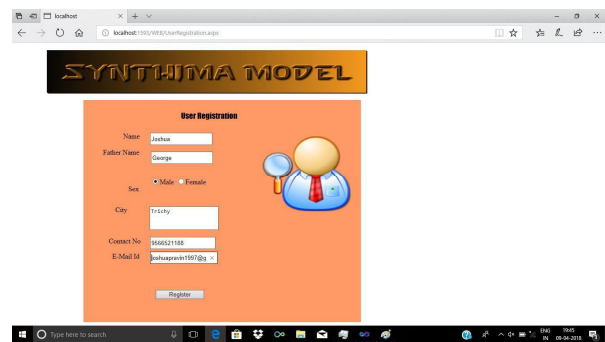 localhost
localhost:1593/WEB/UserRegistration.aspx
SYNTHIMA MODEL
User Registration
Name Joshua
Father Name George
Sex Male Female
City Trichy
Contact No 9566521188
E-Mail Id joshuapravin1997@g
Register
Type here to search
ENG 19:45
IN 09-04-2018